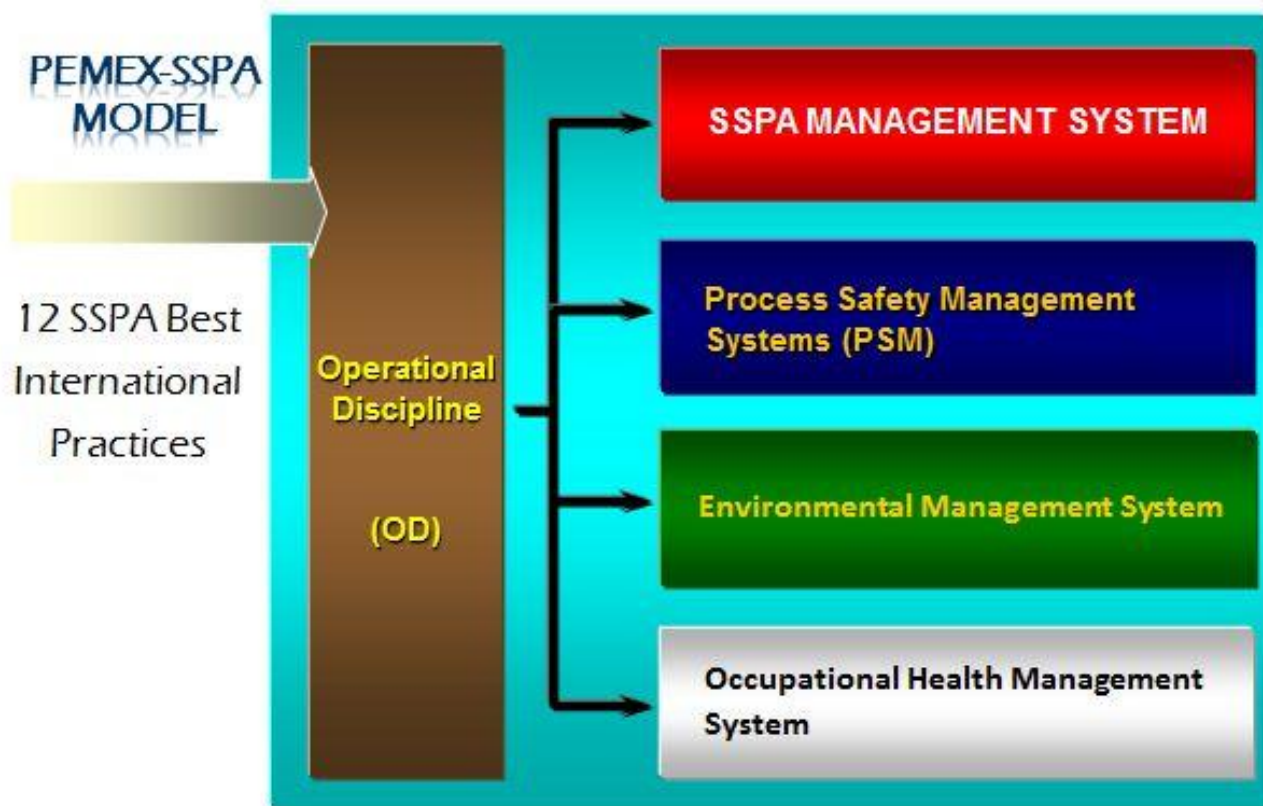 PEMEX-SSPA
MODEL
12 SSPA Best
International
Practices
Operational
Discipline
(OD)
SSPA MANAGEMENT SYSTEM
Process Safety Management
Systems (PSM)
Environmental Management System
Occupational Health Management
System